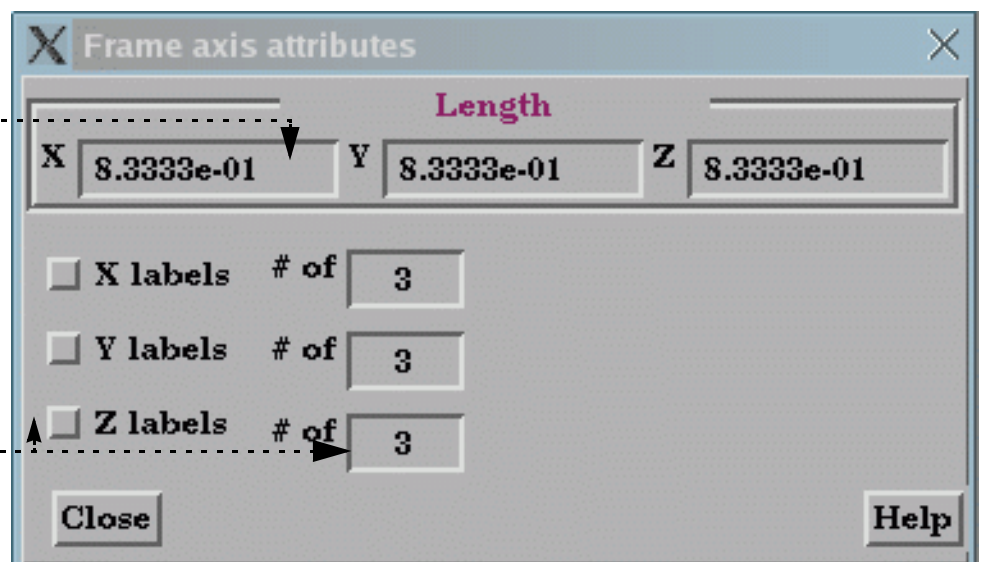 Frame axis attributes
Length
X 8.3333e-01 Y 8.3333e-01 Z 8.3333e-01
X labels # of 3
Y labels # of 3
Z labels # of 3
Close Help